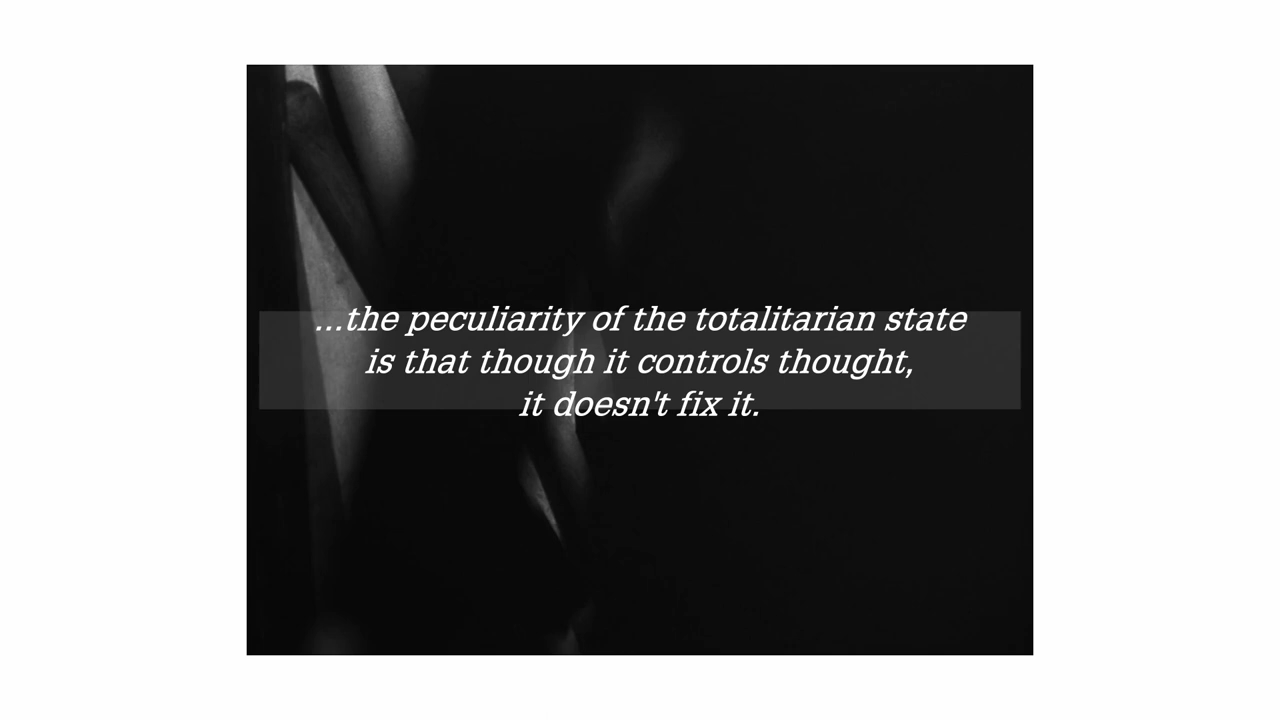 ...the peculiarity of the totalitarian state
is that though it controls thought,
it doesn't fix it.